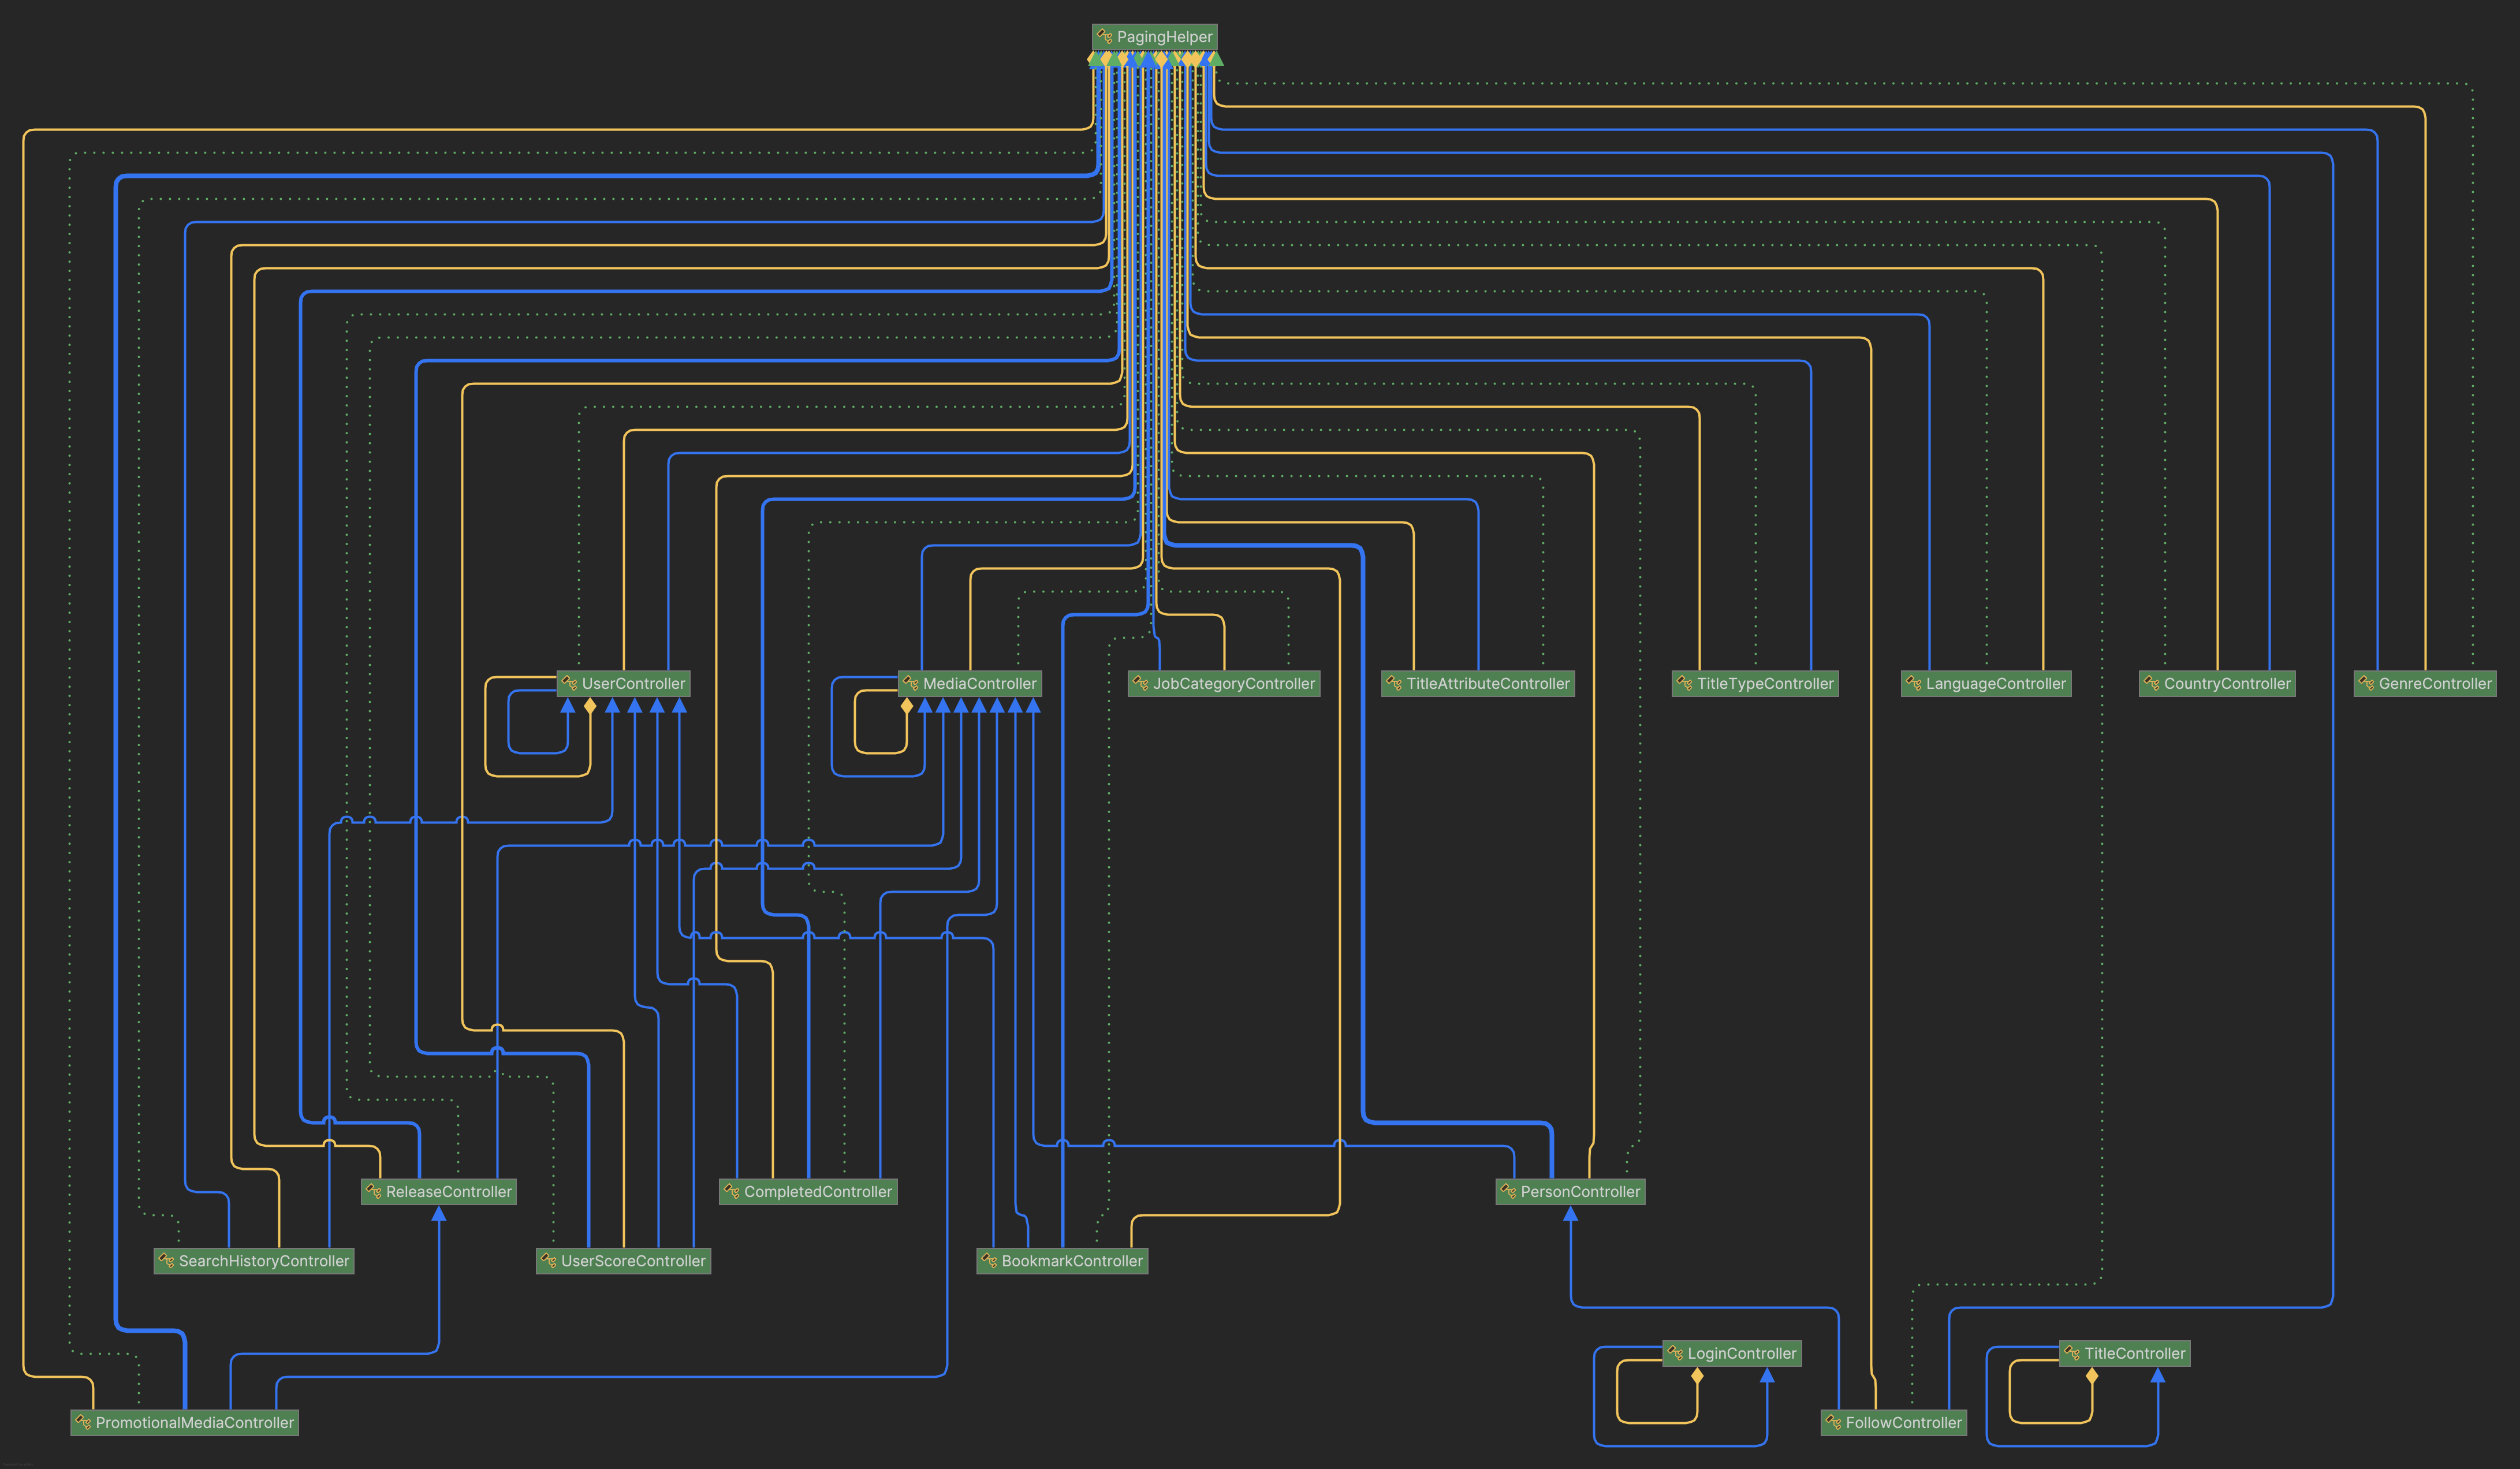 PagingHelper
UserController
MediaController
JobCategoryController
TitleAttributeController
TitleTypeController
LanguageController
CountryController
GenreController
ReleaseController
CompletedController
PersonController
SearchHistoryController
UserScoreController
BookmarkController
LoginController
TitleController
PromotionalMediaController
FollowController